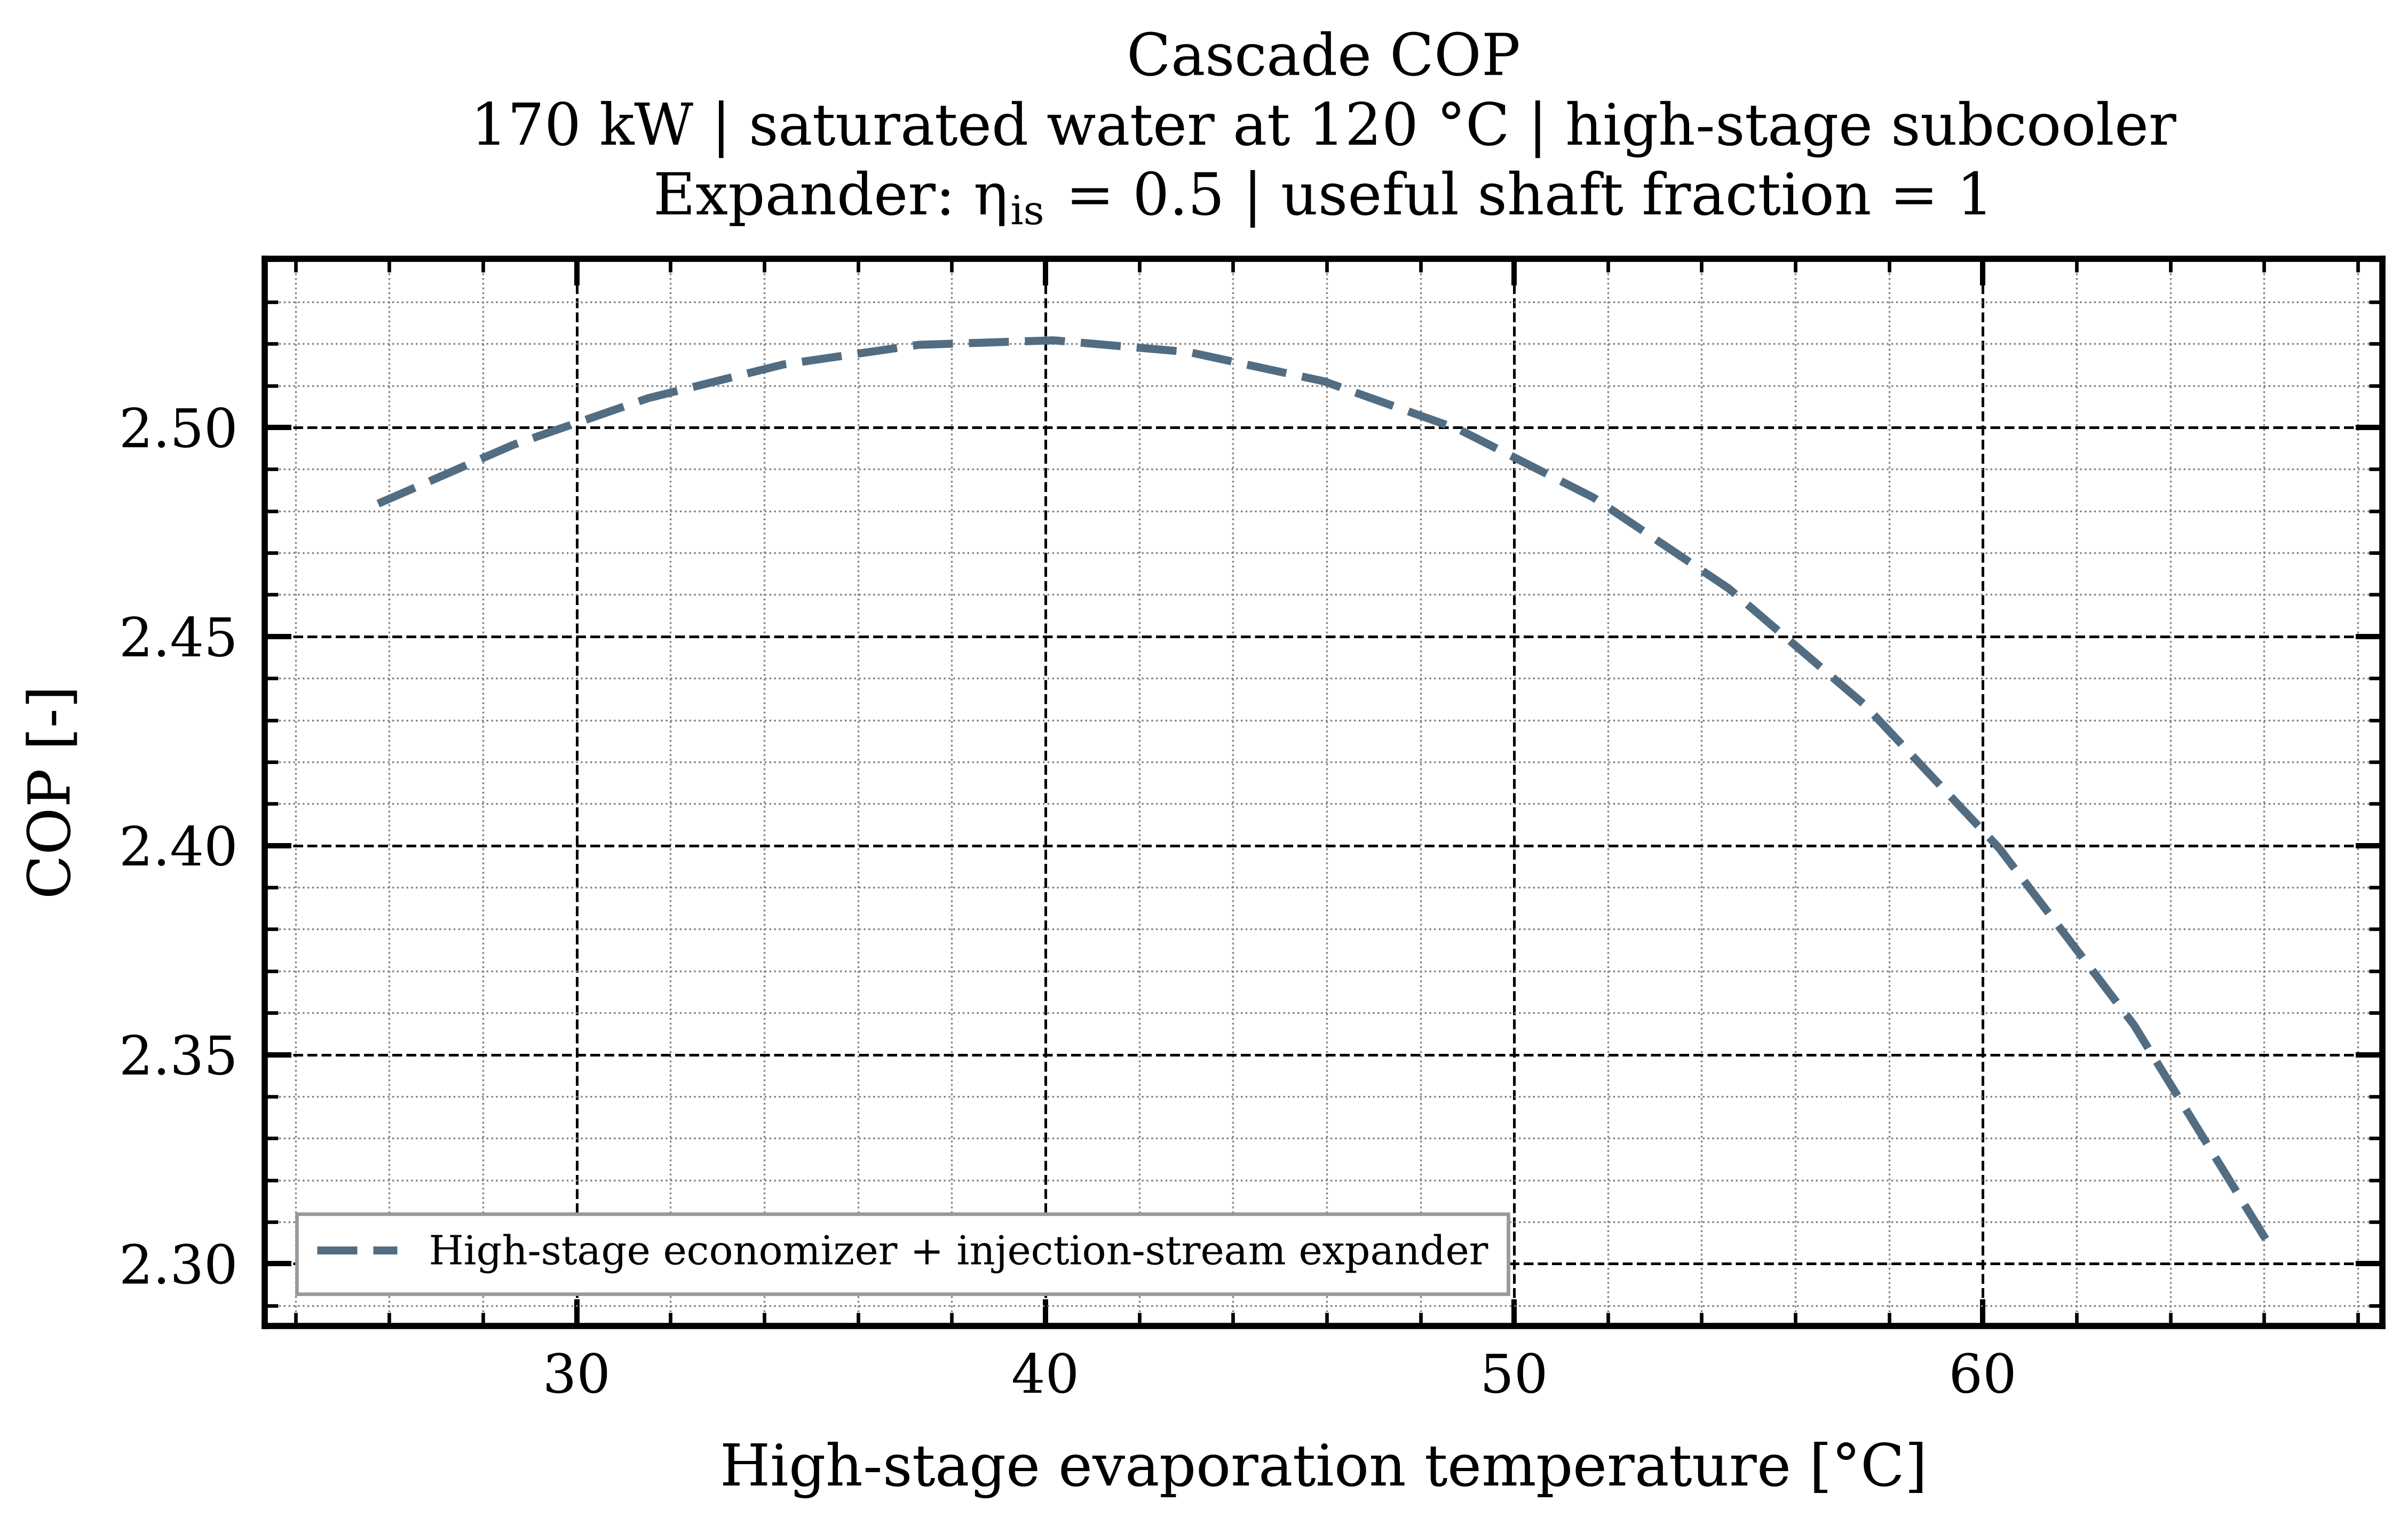 Cascade COP
170 kW | saturated water at 120 °C | high-stage subcooler
Expander: ηis = 0.5 | useful shaft fraction = 1
COP [-]
2.50
2.45
2.40
2.35
2.30
High-stage economizer + injection-stream expander
30 40 50 60
High-stage evaporation temperature [°C]